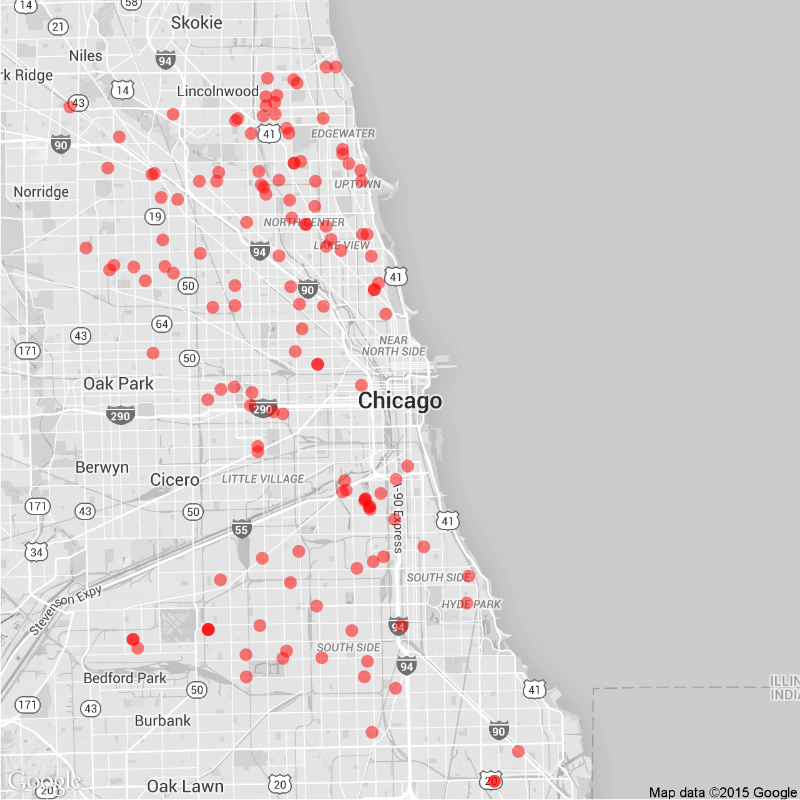 14
58
21
Skokie
Niles
94
rk Ridge
14
Lincolnwood
43
41
EDGEWATER
90
UPTOWN
Norridge
19
NORTH CENTER
LAKE VIEW
94
41
50
90
64
43
NEAR
NORTH SIDE
171
50
Oak Park
290
290
Chicago
Berwyn
Cicero
LITTLE VILLAGE
171
43
50
I-90 Express
41
55
34
SOUTH SIDE
Stevenson Expy
HYDE PARK
94
SOUTH SIDE
94
Bedford Park
50
41
ILLIN
INDIA
171
43
Burbank
90
Google
20
Oak Lawn
20
20
Map data ©2015 Google